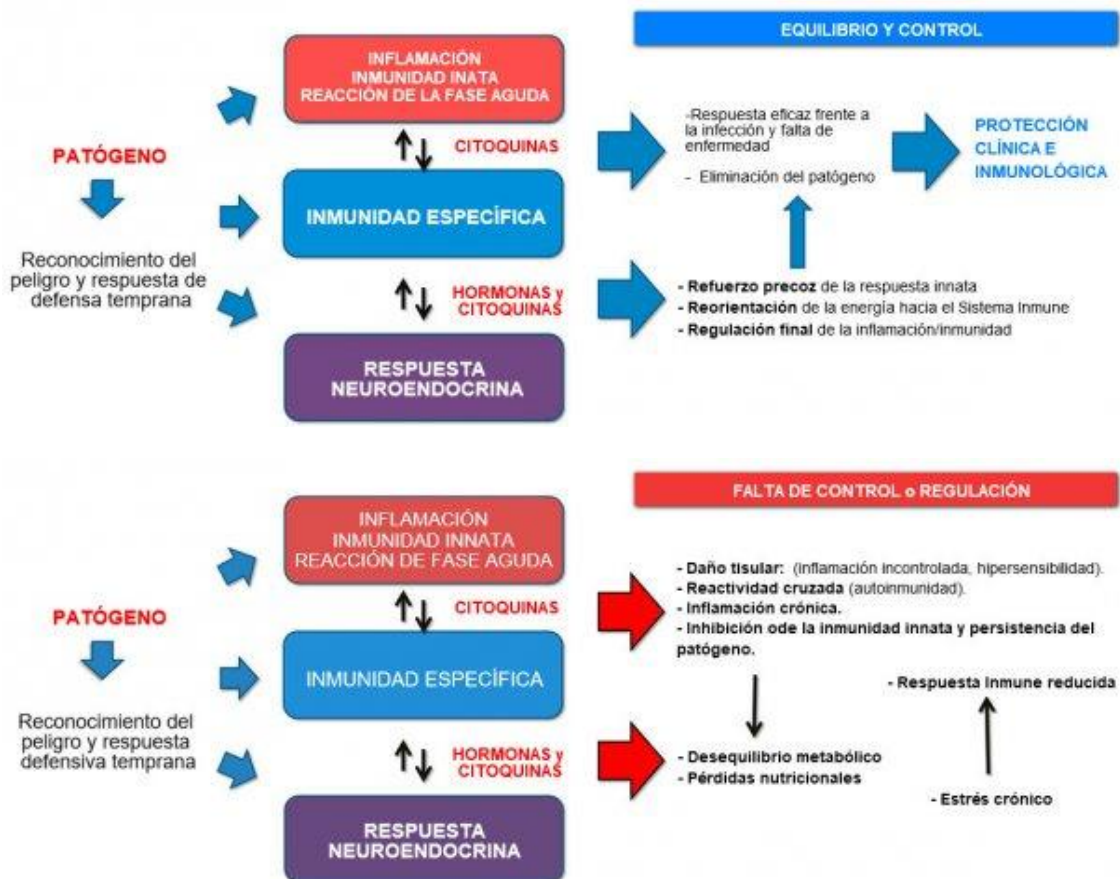 EQUILIBRIO Y CONTROL
INFLAMACIÓN
INMUNIDAD INATA
REACCIÓN DE LA FASE AGUDA
CITOQUINAS
PATÓGENO
INMUNIDAD ESPECÍFICA
Reconocimiento del
peligro y respuesta de
defensa temprana
HORMONAS y
CITOQUINAS
RESPUESTA
NEUROENDOCRINA
-Respuesta eficaz frente a
la infección y falta de
enfermedad
- Eliminación del patógeno
PROTECCIÓN
CLÍNICA E
INMUNOLÓGICA
- Refuerzo precoz de la respuesta innata
- Reorientación de la energía hacia el Sistema Inmune
- Regulación final de la inflamación/inmunidad
FALTA DE CONTROL o REGULACIÓN
INFLAMACIÓN
INMUNIDAD INNATA
REACCIÓN DE FASE AGUDA
CITOQUINAS
PATÓGENO
INMUNIDAD ESPECÍFICA
Reconocimiento del
peligro y respuesta
defensiva temprana
HORMONAS y
CITOQUINAS
RESPUESTA
NEUROENDOCRINA
- Daño tisular: (inflamación incontrolada, hipersensibilidad).
- Reactividad cruzada (autoinmunidad).
- Inflamación crónica.
- Inhibición ode la inmunidad innata y persistencia del
patógeno.
- Respuesta Inmune reducida
- Desequilibrio metabólico
- Pérdidas nutricionales
- Estrés crónico